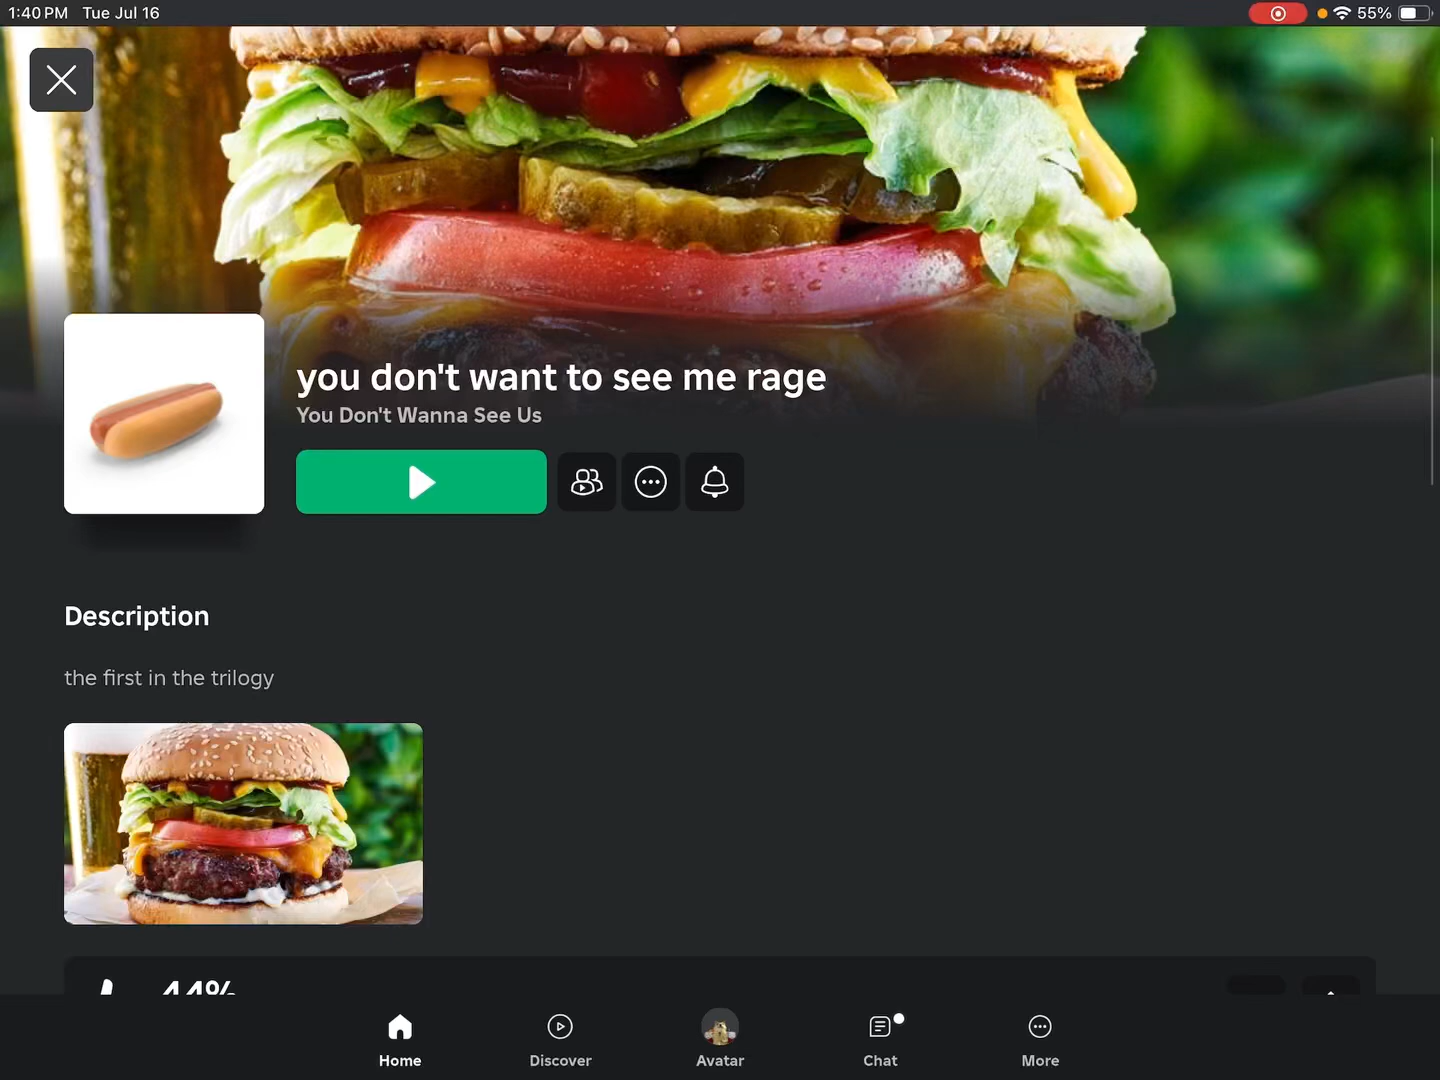 1:40 PM Tue Jul 16 55%
you don't want to see me rage
You Don't Wanna See Us
Description
the first in the trilogy
44%
Home Discover Avatar Chat More